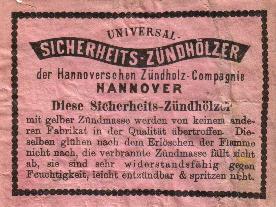 UNIVERSAL-
SICHERHEITS-ZÜNDHÖLZER
der Hannoverschen Zündholz-Compagnie
HANNOVER
Diese Sicherheits-Zündhölzer
mit gelber Zündmasse werden von keinem ande-
ren Fabrikat in der Qualität übertroffen. Die-
selben glühen nach dem Erlöschen der Flamme
nicht nach, die verbrannte Zündmasse fällt nicht
ab, sie sind sehr widerstandsfähig gegen
Feuchtigkeit, leicht entzündbar & spritzen nicht.